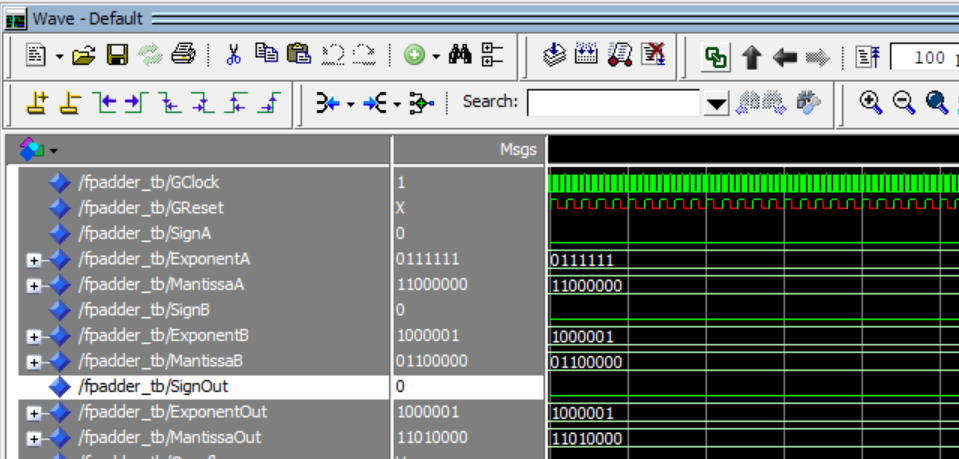 Wave - Default
100
Search:
Msgs
/fpadder_tb/GClock 1
/fpadder_tb/GReset X
/fpadder_tb/SignA 0
/fpadder_tb/ExponentA 0111111 0111111
/fpadder_tb/MantissaA 11000000 11000000
/fpadder_tb/SignB 0
/fpadder_tb/ExponentB 1000001 1000001
/fpadder_tb/MantissaB 01100000 01100000
/fpadder_tb/SignOut 0
/fpadder_tb/ExponentOut 1000001 1000001
/fpadder_tb/MantissaOut 11010000 11010000